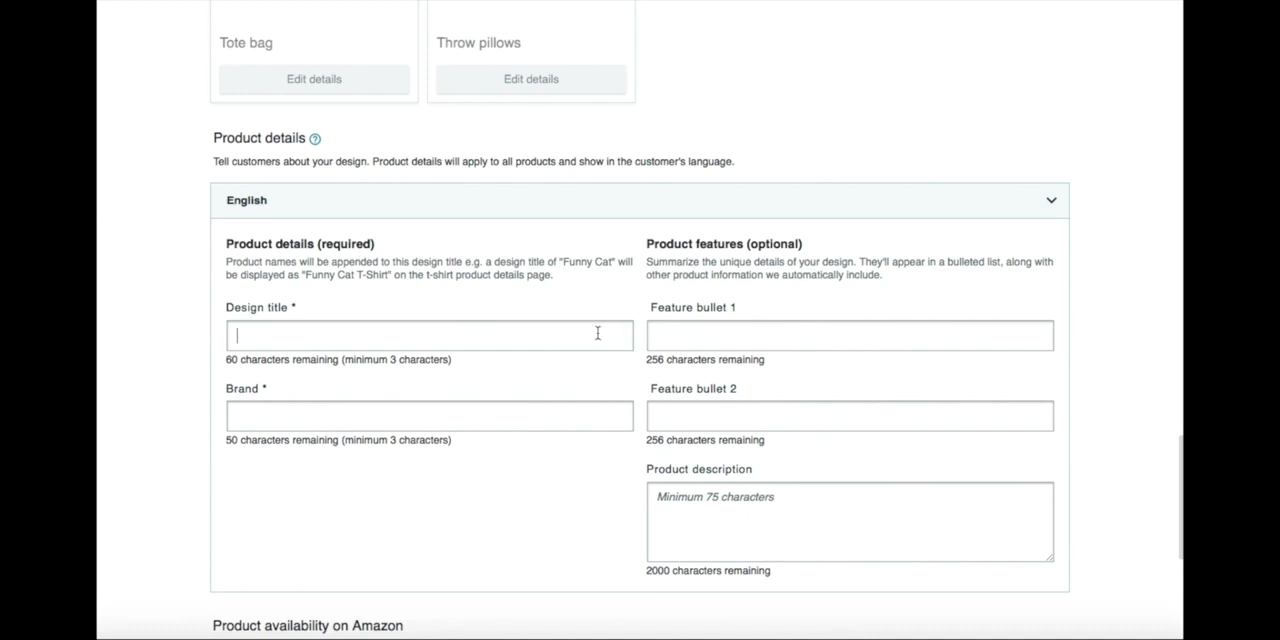 Tote bag
Throw pillows
Edit details
Edit details
Product details ?
Tell customers about your design. Product details will apply to all products and show in the customer's language.
English
Product details (required)
Product names will be appended to this design title e.g. a design title of "Funny Cat" will
be displayed as "Funny Cat T-Shirt" on the t-shirt product details page.
Design title *
60 characters remaining (minimum 3 characters)
Brand *
50 characters remaining (minimum 3 characters)
Product features (optional)
Summarize the unique details of your design. They'll appear in a bulleted list, along with
other product information we automatically include.
Feature bullet 1
256 characters remaining
Feature bullet 2
256 characters remaining
Product description
Minimum 75 characters
2000 characters remaining
Product availability on Amazon